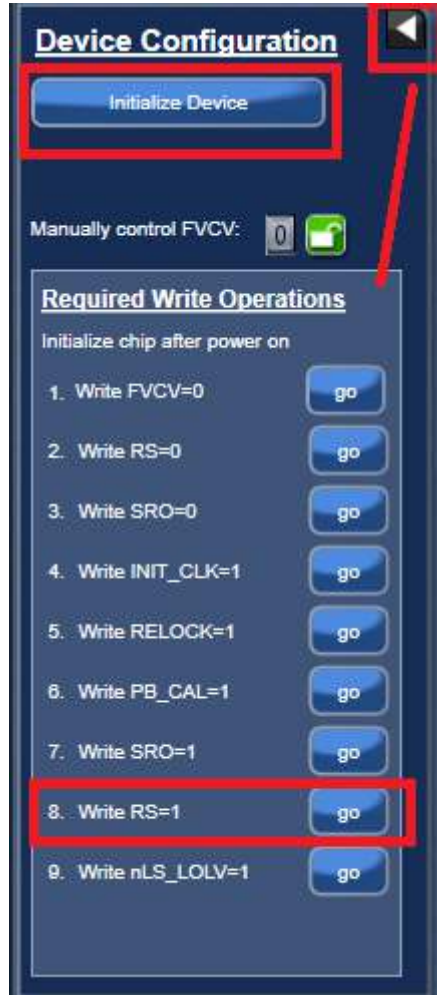 Device Configuration
Initialize Device
Manually control FVCV: 0
Required Write Operations
Initialize chip after power on
1. Write FVCV=0 go
2. Write RS=0 go
3. Write SRO=0 go
4. Write INIT_CLK=1 go
5. Write RELOCK=1 go
6. Write PB_CAL=1 go
7. Write SRO=1 go
8. Write RS=1 go
9. Write nLS_LOLV=1 go